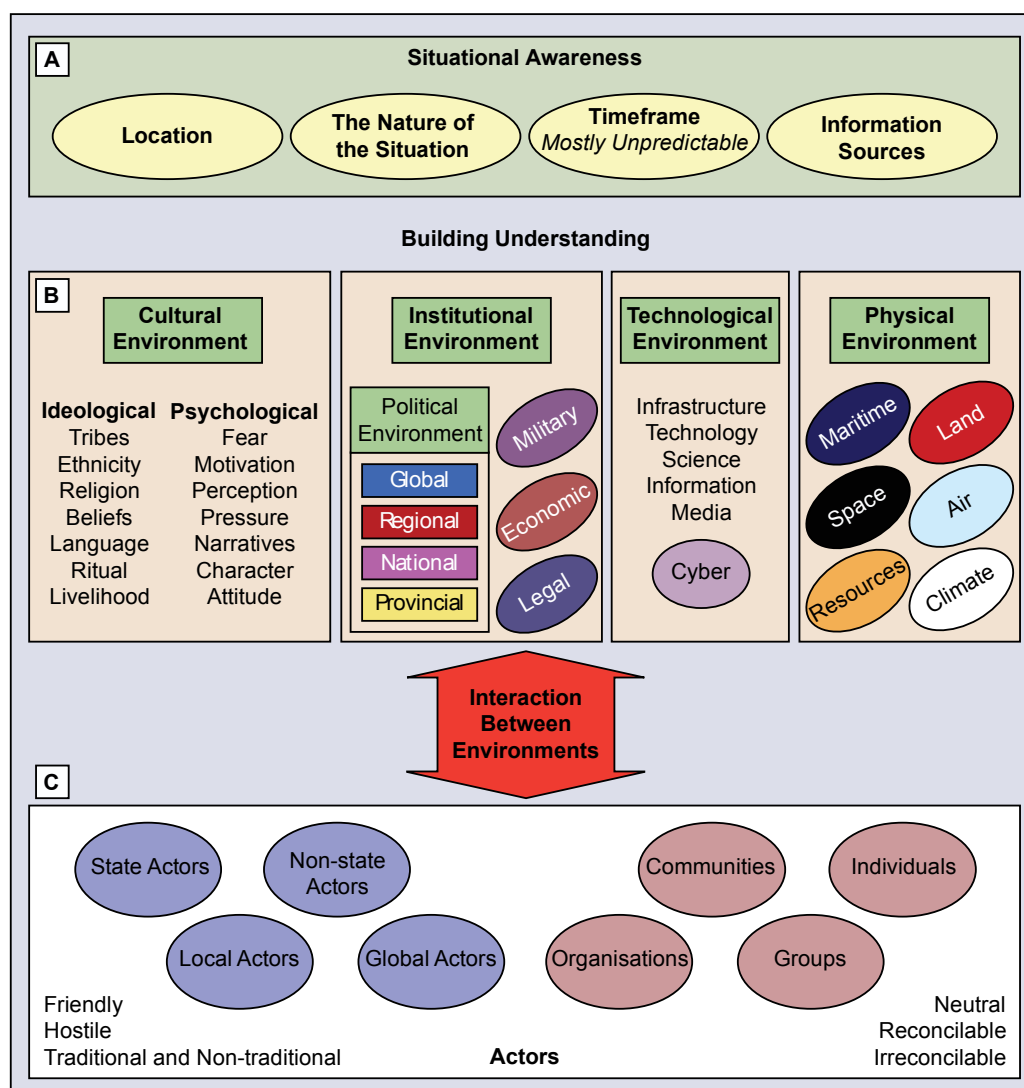 A
Situational Awareness
Location
The Nature of
the Situation
Timeframe
Mostly Unpredictable
Information
Sources
Building Understanding
B
Cultural
Environment
Ideological
Tribes
Ethnicity
Religion
Beliefs
Language
Ritual
Livelihood
Psychological
Fear
Motivation
Perception
Pressure
Narratives
Character
Attitude
Institutional
Environment
Political
Environment
Global
Regional
National
Provincial
Military
Economic
Legal
Technological
Environment
Infrastructure
Technology
Science
Information
Media
Cyber
Physical
Environment
Maritime
Land
Space
Air
Resources
Climate
Interaction
Between
Environments
C
State Actors
Non-state
Actors
Communities
Individuals
Local Actors
Global Actors
Organisations
Groups
Friendly
Hostile
Traditional and Non-traditional
Actors
Neutral
Reconcilable
Irreconcilable